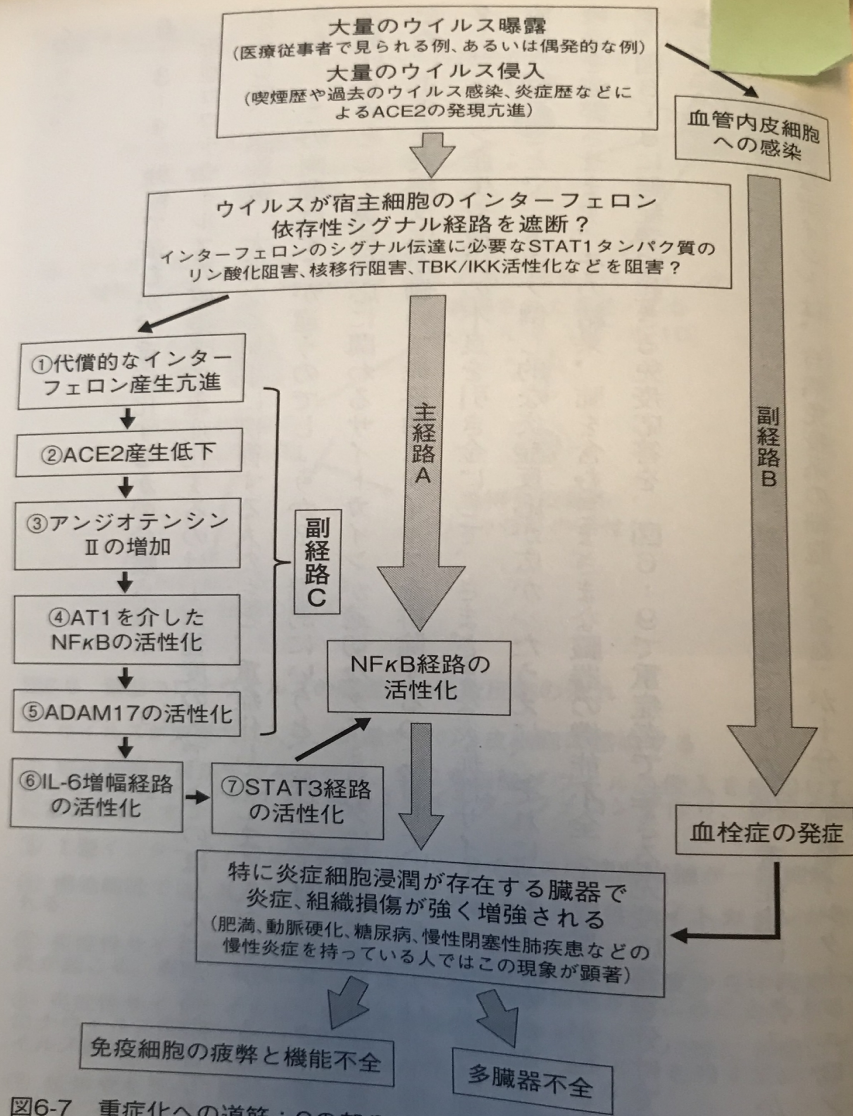 大量のウイルス曝露
(医療従事者で見られる例、あるいは偶発的な例)
大量のウイルス侵入
(喫煙歴や過去のウイルス感染、炎症歴などに
よるACE2の発現亢進)
血管内皮細胞
への感染
ウイルスが宿主細胞のインターフェロン
依存性シグナル経路を遮断?
インターフェロンのシグナル伝達に必要なSTAT1タンパク質の
リン酸化阻害、核移行阻害、TBK/IKK活性化などを阻害?
①代償的なインター
フェロン産生亢進
②ACE2産生低下
③アンジオテンシン
Ⅱの増加
④AT1を介した
NFκBの活性化
⑤ADAM17の活性化
⑥IL-6増幅経路
の活性化
⑦STAT3経路
の活性化
副経路C
主経路A
副経路B
NFκB経路の
活性化
血栓症の発症
特に炎症細胞浸潤が存在する臓器で
炎症、組織損傷が強く増強される
(肥満、動脈硬化、糖尿病、慢性閉塞性肺疾患などの
慢性炎症を持っている人ではこの現象が顕著)
免疫細胞の疲弊と機能不全
多臓器不全
図6-7 重症化への道筋: